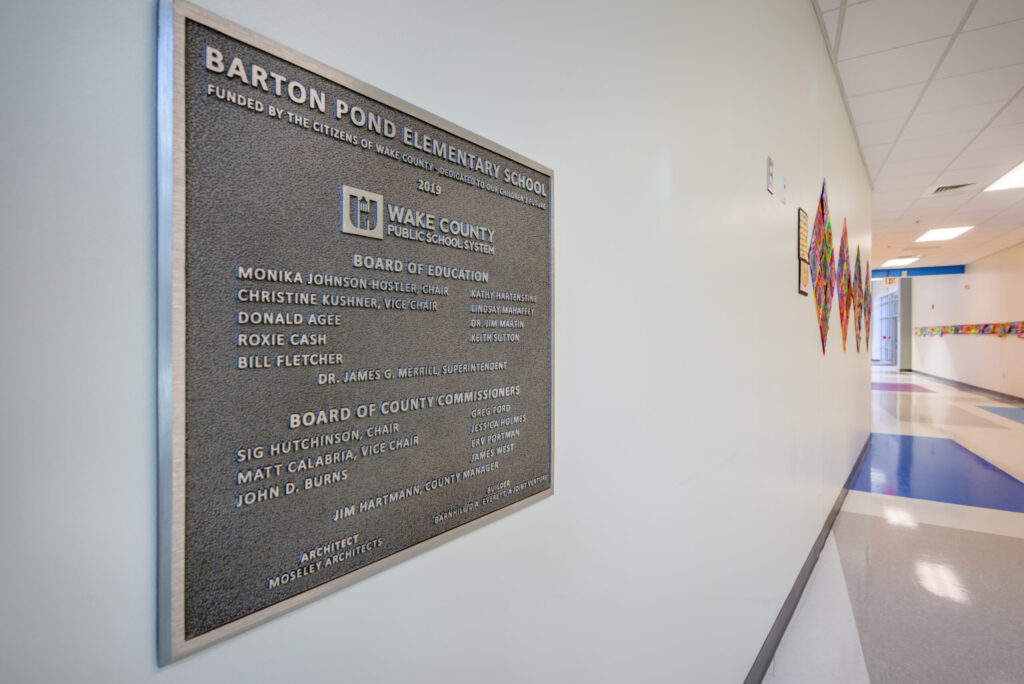 BARTON POND ELEMENTARY SCHOOL
FUNDED BY THE CITIZENS OF WAKE COUNTY - DEDICATED TO OUR CHILDREN'S FUTURE
2019
WAKE COUNTY
PUBLIC SCHOOL SYSTEM
BOARD OF EDUCATION
MONIKA JOHNSON-HOSTLER, CHAIR
CHRISTINE KUSHNER, VICE CHAIR
DONALD AGEE
ROXIE CASH
BILL FLETCHER
KATHY HARTENSTINE
LINDSAY MAHAFFEY
DR. JIM MARTIN
KEITH SUTTON
DR. JAMES G. MERRILL, SUPERINTENDENT
BOARD OF COUNTY COMMISSIONERS
SIG HUTCHINSON, CHAIR
MATT CALABRIA, VICE CHAIR
JOHN D. BURNS
GREG FORD
JESSICA HOLMES
ERV PORTMAN
JAMES WEST
JIM HARTMANN, COUNTY MANAGER
ARCHITECT
MOSELEY ARCHITECTS
BUILDER
BARNHILL/D.A. EVERETT, A JOINT VENTURE